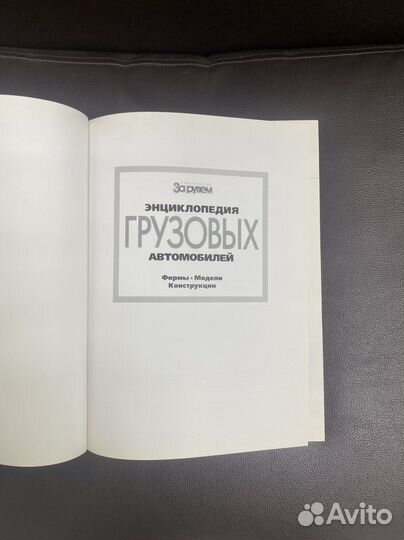 За рулем
ЭНЦИКЛОПЕДИЯ
ГРУЗОВЫХ
АВТОМОБИЛЕЙ
Фирмы • Модели
Конструкции
Avito